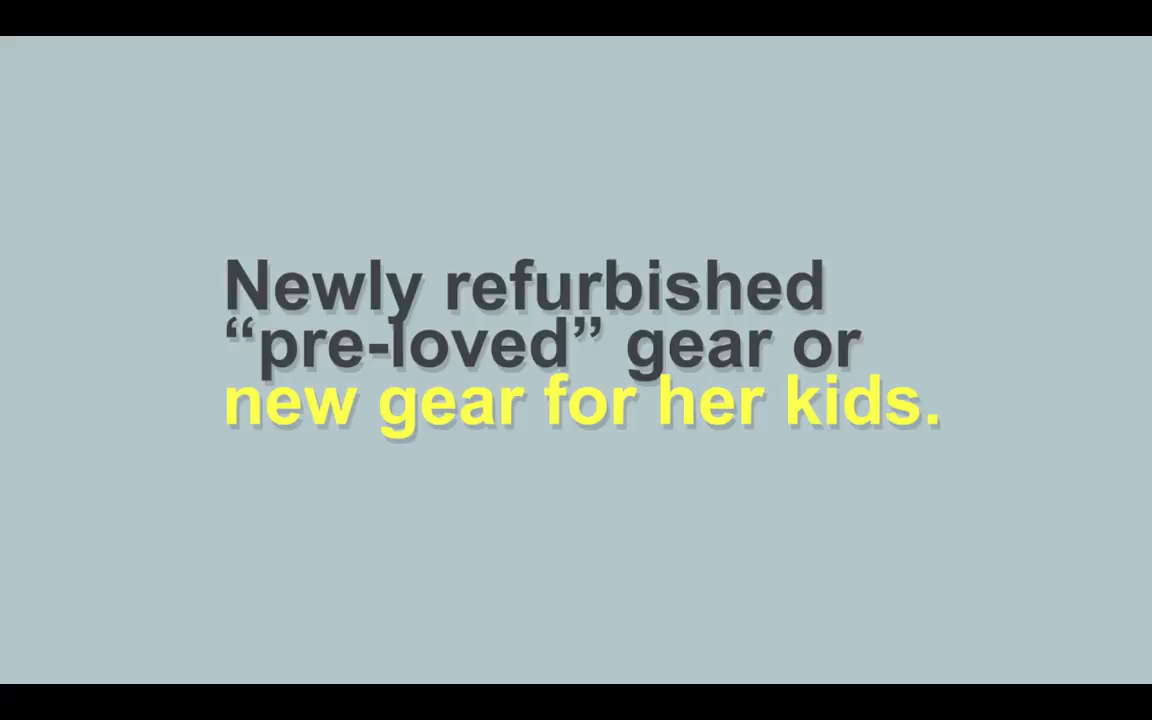 Newly refurbished
“pre-loved” gear or
new gear for her kids.